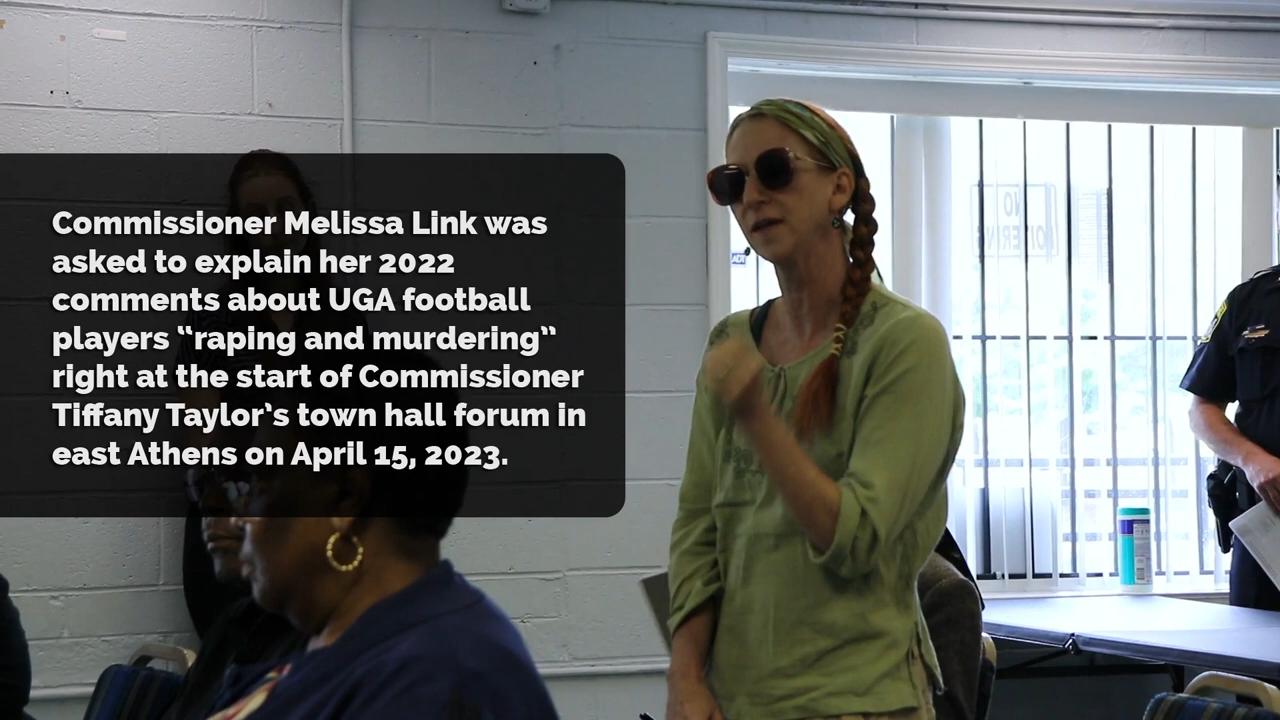 Commissioner Melissa Link was
asked to explain her 2022
comments about UGA football
players “raping and murdering”
right at the start of Commissioner
Tiffany Taylor’s town hall forum in
east Athens on April 15, 2023.
NO